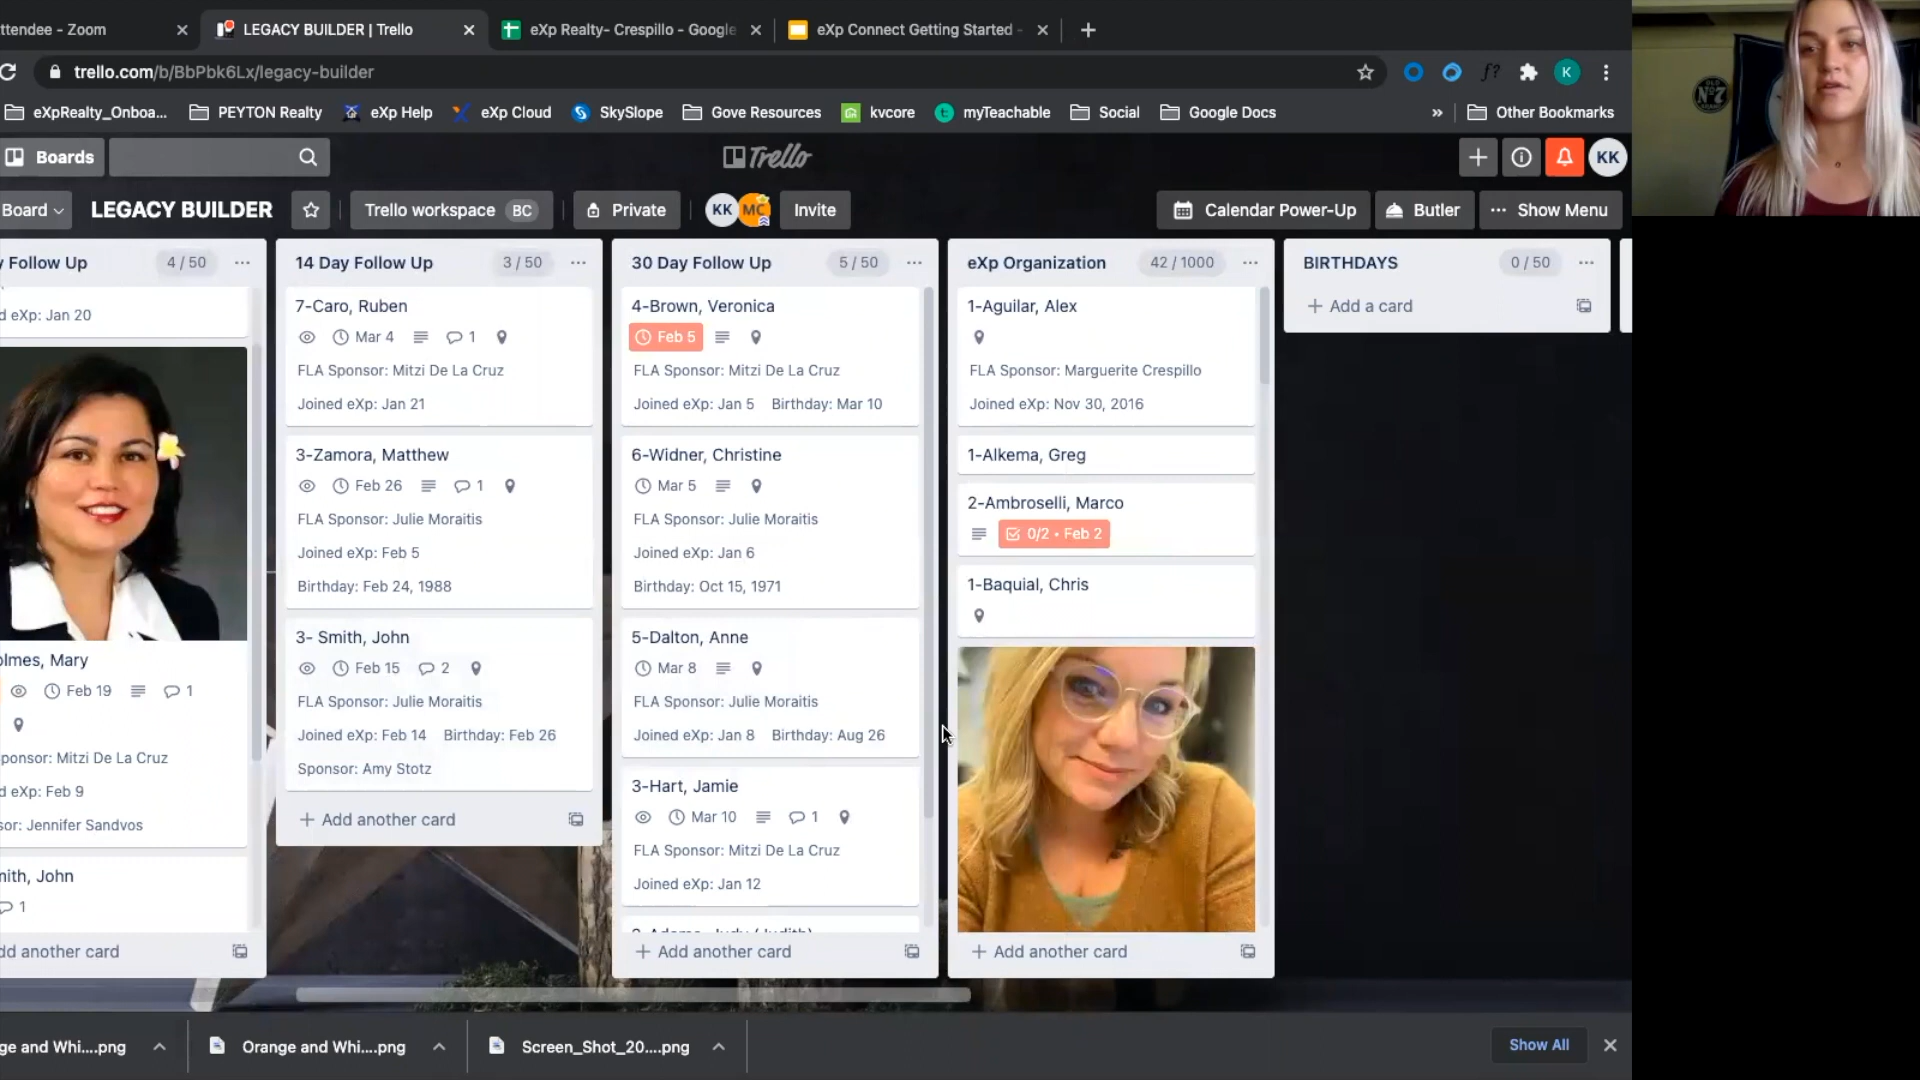 ttendee - Zoom
LEGACY BUILDER | Trello
eXp Realty- Crespillo - Google
eXp Connect Getting Started -
trello.com/b/BbPbk6Lx/legacy-builder
f?
K
eXpRealty_Onboa...
PEYTON Realty
eXp Help
eXp Cloud
SkySlope
Gove Resources
kvcore
myTeachable
Social
Google Docs
»
Other Bookmarks
OLD
No7
Boards
Trello
KK
Board
LEGACY BUILDER
Trello workspace BC
Private
KK
MC
Invite
Calendar Power-Up
Butler
... Show Menu
y Follow Up 4 / 50 ...
d eXp: Jan 20
olmes, Mary
Feb 19 1
ponsor: Mitzi De La Cruz
d eXp: Feb 9
sor: Jennifer Sandvos
mith, John
1
dd another card
14 Day Follow Up 3 / 50 ...
7-Caro, Ruben
Mar 4 1
FLA Sponsor: Mitzi De La Cruz
Joined eXp: Jan 21
3-Zamora, Matthew
Feb 26 1
FLA Sponsor: Julie Moraitis
Joined eXp: Feb 5
Birthday: Feb 24, 1988
3- Smith, John
Feb 15 2
FLA Sponsor: Julie Moraitis
Joined eXp: Feb 14 Birthday: Feb 26
Sponsor: Amy Stotz
+ Add another card
30 Day Follow Up 5 / 50 ...
4-Brown, Veronica
Feb 5
FLA Sponsor: Mitzi De La Cruz
Joined eXp: Jan 5 Birthday: Mar 10
6-Widner, Christine
Mar 5
FLA Sponsor: Julie Moraitis
Joined eXp: Jan 6
Birthday: Oct 15, 1971
5-Dalton, Anne
Mar 8
FLA Sponsor: Julie Moraitis
Joined eXp: Jan 8 Birthday: Aug 26
3-Hart, Jamie
Mar 10 1
FLA Sponsor: Mitzi De La Cruz
Joined eXp: Jan 12
Adams, Judy (Judith)
+ Add another card
eXp Organization 42 / 1000 ...
1-Aguilar, Alex
FLA Sponsor: Marguerite Crespillo
Joined eXp: Nov 30, 2016
1-Alkema, Greg
2-Ambroselli, Marco
0/2 • Feb 2
1-Baquial, Chris
+ Add another card
BIRTHDAYS 0 / 50 ...
+ Add a card
ge and Whi....png
Orange and Whi....png
Screen_Shot_20....png
Show All